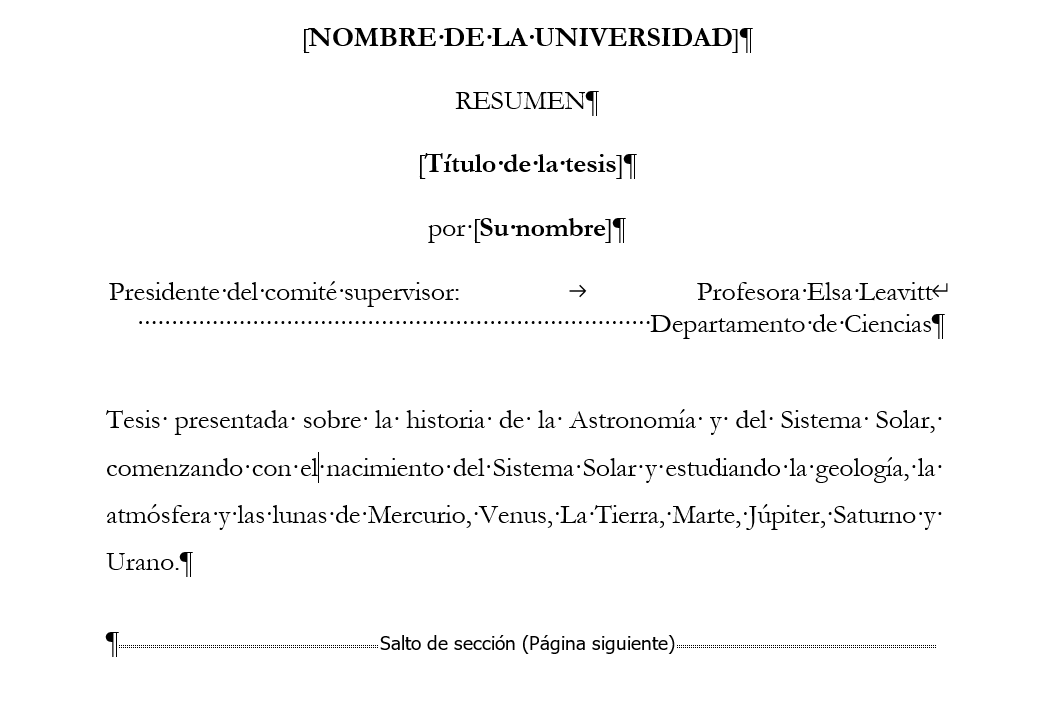 [NOMBRE DE LA UNIVERSIDAD]¶
RESUMEN¶
[Título de la tesis]¶
por [Su nombre]¶
Presidente del comité supervisor: → Profesora Elsa Leavitt↵
Departamento de Ciencias¶
Tesis presentada sobre la historia de la Astronomía y del Sistema Solar,
comenzando con el nacimiento del Sistema Solar y estudiando la geología, la
atmósfera y las lunas de Mercurio, Venus, La Tierra, Marte, Júpiter, Saturno y
Urano.¶
¶ Salto de sección (Página siguiente)